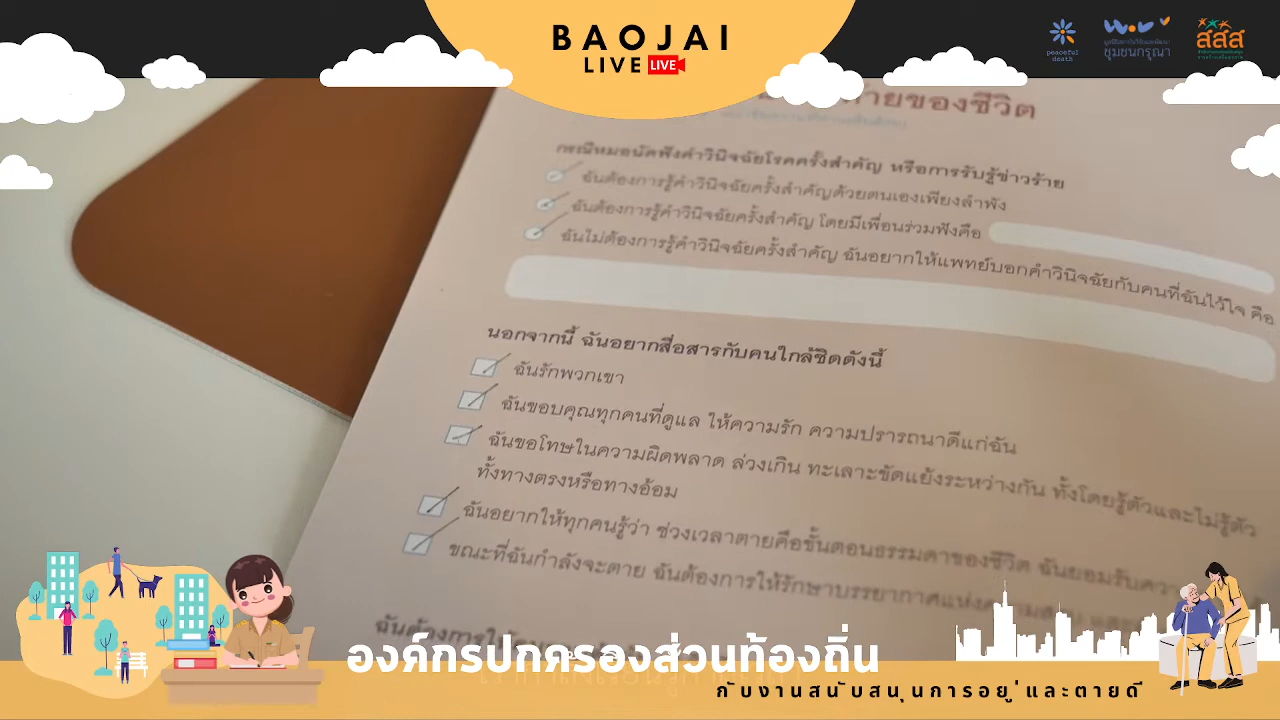 BAOJAI
LIVE LIVE
peaceful death
ชุมชนกรุณา
สสส
ของชีวิต
กรณีหมอนัดฟังคำวินิจฉัยโรคครั้งสำคัญ หรือการรับรู้ข่าวร้าย
ฉันต้องการรู้คำวินิจฉัยครั้งสำคัญด้วยตนเองเพียงลำพัง
ฉันต้องการรู้คำวินิจฉัยครั้งสำคัญ โดยมีเพื่อนร่วมฟังคือ
ฉันไม่ต้องการรู้คำวินิจฉัยครั้งสำคัญ ฉันอยากให้แพทย์บอกคำวินิจฉัยกับคนที่ฉันไว้ใจ คือ
นอกจากนี้ ฉันอยากสื่อสารกับคนใกล้ชิดดังนี้
ฉันรักพวกเขา
ฉันขอบคุณทุกคนที่ดูแล ให้ความรัก ความปรารถนาดีแก่ฉัน
ฉันขอโทษในความผิดพลาด ล่วงเกิน ทะเลาะขัดแย้งระหว่างกัน ทั้งโดยรู้ตัวและไม่รู้ตัว
ทั้งทางตรงหรือทางอ้อม
ฉันอยากให้ทุกคนรู้ว่า ช่วงเวลาตายคือขั้นตอนธรรมดาของชีวิต ฉันยอมรับ
ขณะที่ฉันกำลังจะตาย ฉันต้องการให้รักษาบรรยากาศแห่ง
ฉันต้องการให้
องค์กรปกครองส่วนท้องถิ่น
กับงานสนับสนุนการอยู่และตายดี